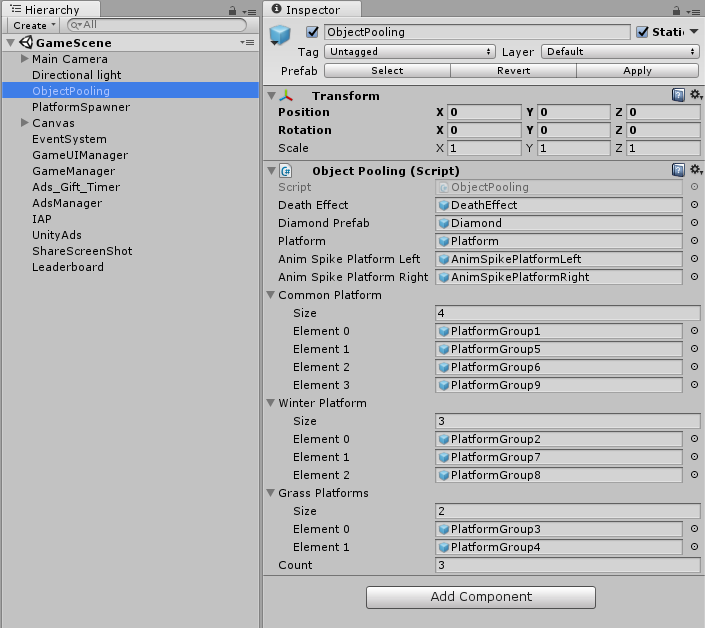 Hierarchy
Create
All
GameScene
Main Camera
Directional light
ObjectPooling
PlatformSpawner
Canvas
EventSystem
GameUIManager
GameManager
Ads_Gift_Timer
AdsManager
IAP
UnityAds
ShareScreenShot
Leaderboard
Inspector
ObjectPooling Stati
Tag Untagged Layer Default
Prefab Select Revert Apply
Transform
Position X 0 Y 0 Z 0
Rotation X 0 Y 0 Z 0
Scale X 1 Y 1 Z 1
Object Pooling (Script)
Script ObjectPooling
Death Effect DeathEffect
Diamond Prefab Diamond
Platform Platform
Anim Spike Platform Left AnimSpikePlatformLeft
Anim Spike Platform Right AnimSpikePlatformRight
Common Platform
Size 4
Element 0 PlatformGroup1
Element 1 PlatformGroup5
Element 2 PlatformGroup6
Element 3 PlatformGroup9
Winter Platform
Size 3
Element 0 PlatformGroup2
Element 1 PlatformGroup7
Element 2 PlatformGroup8
Grass Platforms
Size 2
Element 0 PlatformGroup3
Element 1 PlatformGroup4
Count 3
Add Component